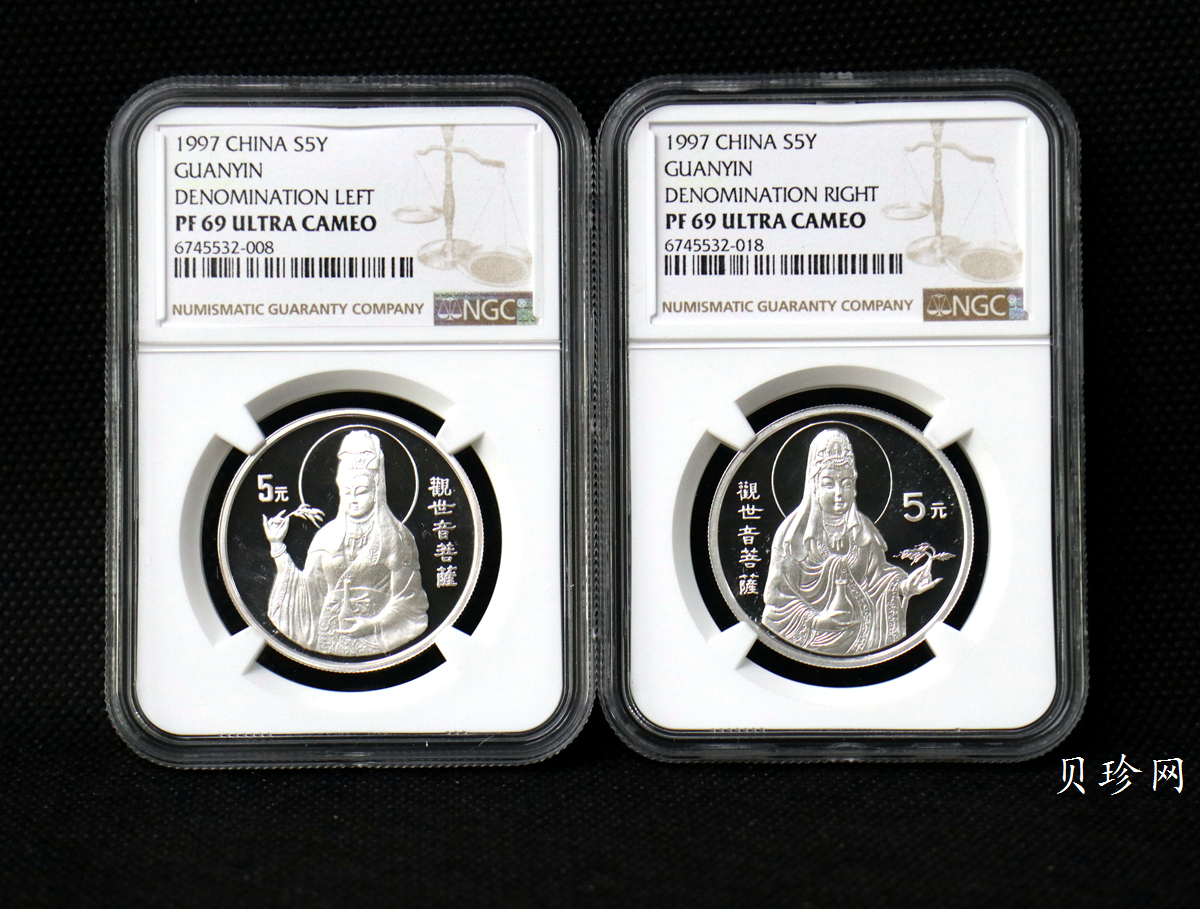 1997 CHINA S5Y
GUANYIN
DENOMINATION LEFT
PF 69 ULTRA CAMEO
6745532-008
NUMISMATIC GUARANTY COMPANY
NGC®
5元
觀世音菩薩
1997 CHINA S5Y
GUANYIN
DENOMINATION RIGHT
PF 69 ULTRA CAMEO
6745532-018
NUMISMATIC GUARANTY COMPANY
NGC®
觀世音菩薩
5元
贝珍网